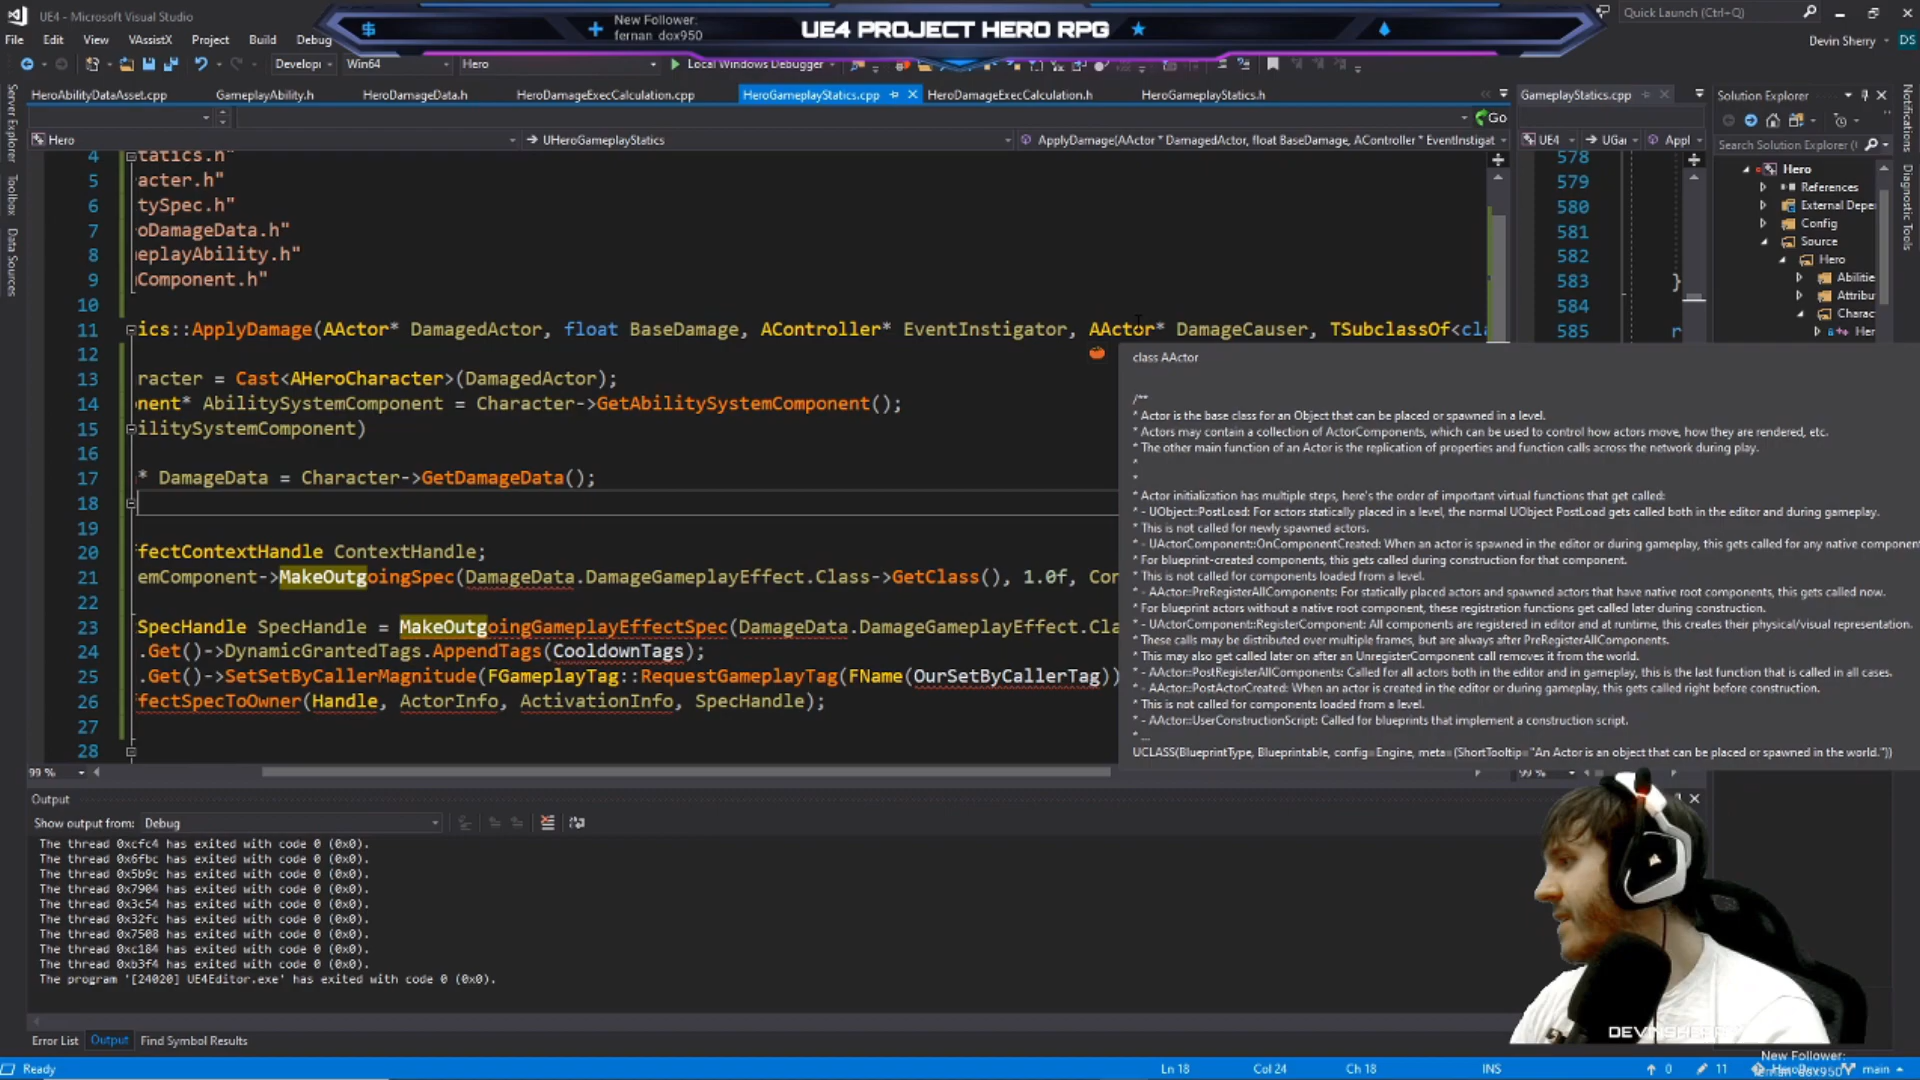 UE4 - Microsoft Visual Studio
New Follower:
fernan_dox950
UE4 PROJECT HERO RPG
Quick Launch (Ctrl+Q)
File Edit View VAssistX Project Build Debug
Devin Sherry DS
Develop Win64 Hero Local Windows Debugger
HeroAbilityDataAsset.cpp GameplayAbility.h HeroDamageData.h HeroDamageExecCalculation.cpp HeroGameplayStatics.cpp HeroDamageExecCalculation.h HeroGameplayStatics.h GameplayStatics.cpp Solution Explorer
Go
Hero UHeroGameplayStatics ApplyDamage(AActor * DamagedActor, float BaseDamage, AController * EventInstigat UE4 UGa Appl Search Solution Explorer (
Server Explorer
Toolbox
Data Sources
Notifications
Diagnostic Tools
4 tatics.h"
5 acter.h"
6 tySpec.h"
7 oDamageData.h"
8 eplayAbility.h"
9 Component.h"
10
11 ics::ApplyDamage(AActor* DamagedActor, float BaseDamage, AController* EventInstigator, AActor* DamageCauser, TSubclassOf<cla
12
13 racter = Cast<AHeroCharacter>(DamagedActor);
14 nent* AbilitySystemComponent = Character->GetAbilitySystemComponent();
15 ilitySystemComponent)
16
17 * DamageData = Character->GetDamageData();
18
19
20 fectContextHandle ContextHandle;
21 emComponent->MakeOutgoingSpec(DamageData.DamageGameplayEffect.Class->GetClass(), 1.0f, Con
22
23 SpecHandle SpecHandle = MakeOutgoingGameplayEffectSpec(DamageData.DamageGameplayEffect.Cla
24 .Get()->DynamicGrantedTags.AppendTags(CooldownTags);
25 .Get()->SetSetByCallerMagnitude(FGameplayTag::RequestGameplayTag(FName(OurSetByCallerTag))
26 fectSpecToOwner(Handle, ActorInfo, ActivationInfo, SpecHandle);
27
28
578
579
580
581
582
583 }
584
585 r
Hero
References
External Depe
Config
Source
Hero
Abilitie
Attribu
Charac
Her
class AActor
/**
* Actor is the base class for an Object that can be placed or spawned in a level.
* Actors may contain a collection of ActorComponents, which can be used to control how actors move, how they are rendered, etc.
* The other main function of an Actor is the replication of properties and function calls across the network during play.
*
*
* Actor initialization has multiple steps, here's the order of important virtual functions that get called:
* - UObject::PostLoad: For actors statically placed in a level, the normal UObject PostLoad gets called both in the editor and during gameplay.
* This is not called for newly spawned actors.
* - UActorComponent::OnComponentCreated: When an actor is spawned in the editor or during gameplay, this gets called for any native component
* For blueprint-created components, this gets called during construction for that component.
* This is not called for components loaded from a level.
* - AActor::PreRegisterAllComponents: For statically placed actors and spawned actors that have native root components, this gets called now.
* For blueprint actors without a native root component, these registration functions get called later during construction.
* - UActorComponent::RegisterComponent: All components are registered in editor and at runtime, this creates their physical/visual representation.
* These calls may be distributed over multiple frames, but are always after PreRegisterAllComponents.
* This may also get called later on after an UnregisterComponent call removes it from the world.
* - AActor::PostRegisterAllComponents: Called for all actors both in the editor and in gameplay, this is the last function that is called in all cases.
* - AActor::PostActorCreated: When an actor is created in the editor or during gameplay, this gets called right before construction.
* This is not called for components loaded from a level.
* - AActor::UserConstructionScript: Called for blueprints that implement a construction script.
* ...
UCLASS(BlueprintType, Blueprintable, config=Engine, meta=(ShortTooltip="An Actor is an object that can be placed or spawned in the world."))
99 %
99 %
Output
Show output from: Debug
The thread 0xcfc4 has exited with code 0 (0x0).
The thread 0x6fbc has exited with code 0 (0x0).
The thread 0x5b9c has exited with code 0 (0x0).
The thread 0x7904 has exited with code 0 (0x0).
The thread 0x3c54 has exited with code 0 (0x0).
The thread 0x32fc has exited with code 0 (0x0).
The thread 0x7508 has exited with code 0 (0x0).
The thread 0xc184 has exited with code 0 (0x0).
The thread 0xb3f4 has exited with code 0 (0x0).
The program '[24020] UE4Editor.exe' has exited with code 0 (0x0).
Error List Output Find Symbol Results
Ready Ln 18 Col 24 Ch 18 INS 0 11 main
New Follower: